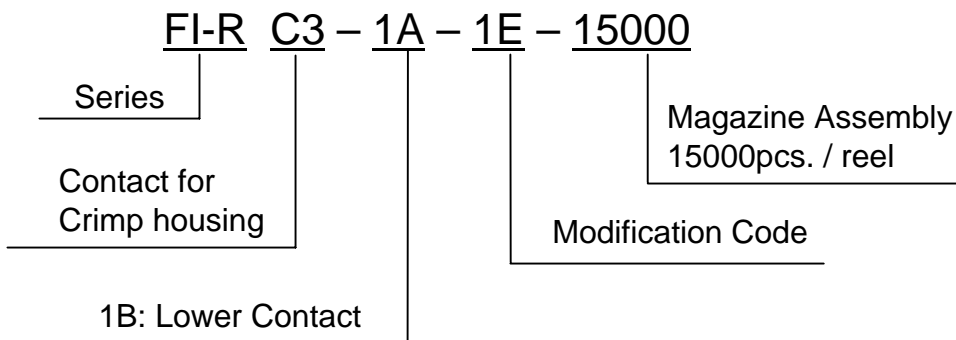 FI-R C3 – 1A – 1E – 15000
Series
Magazine Assembly
15000pcs. / reel
Contact for
Crimp housing
Modification Code
1B: Lower Contact